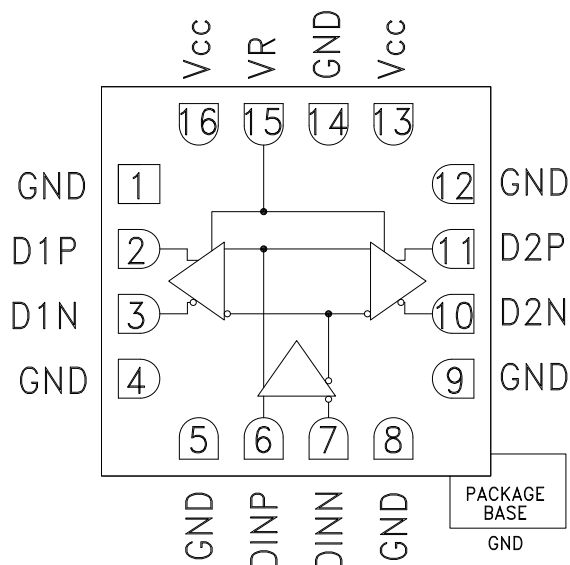 Vcc
VR
GND
Vcc
16
15
14
13
GND
1
12
GND
D1P
2
11
D2P
D1N
3
10
D2N
GND
4
9
GND
5
6
7
8
GND
DINP
DINN
GND
PACKAGE
BASE
GND